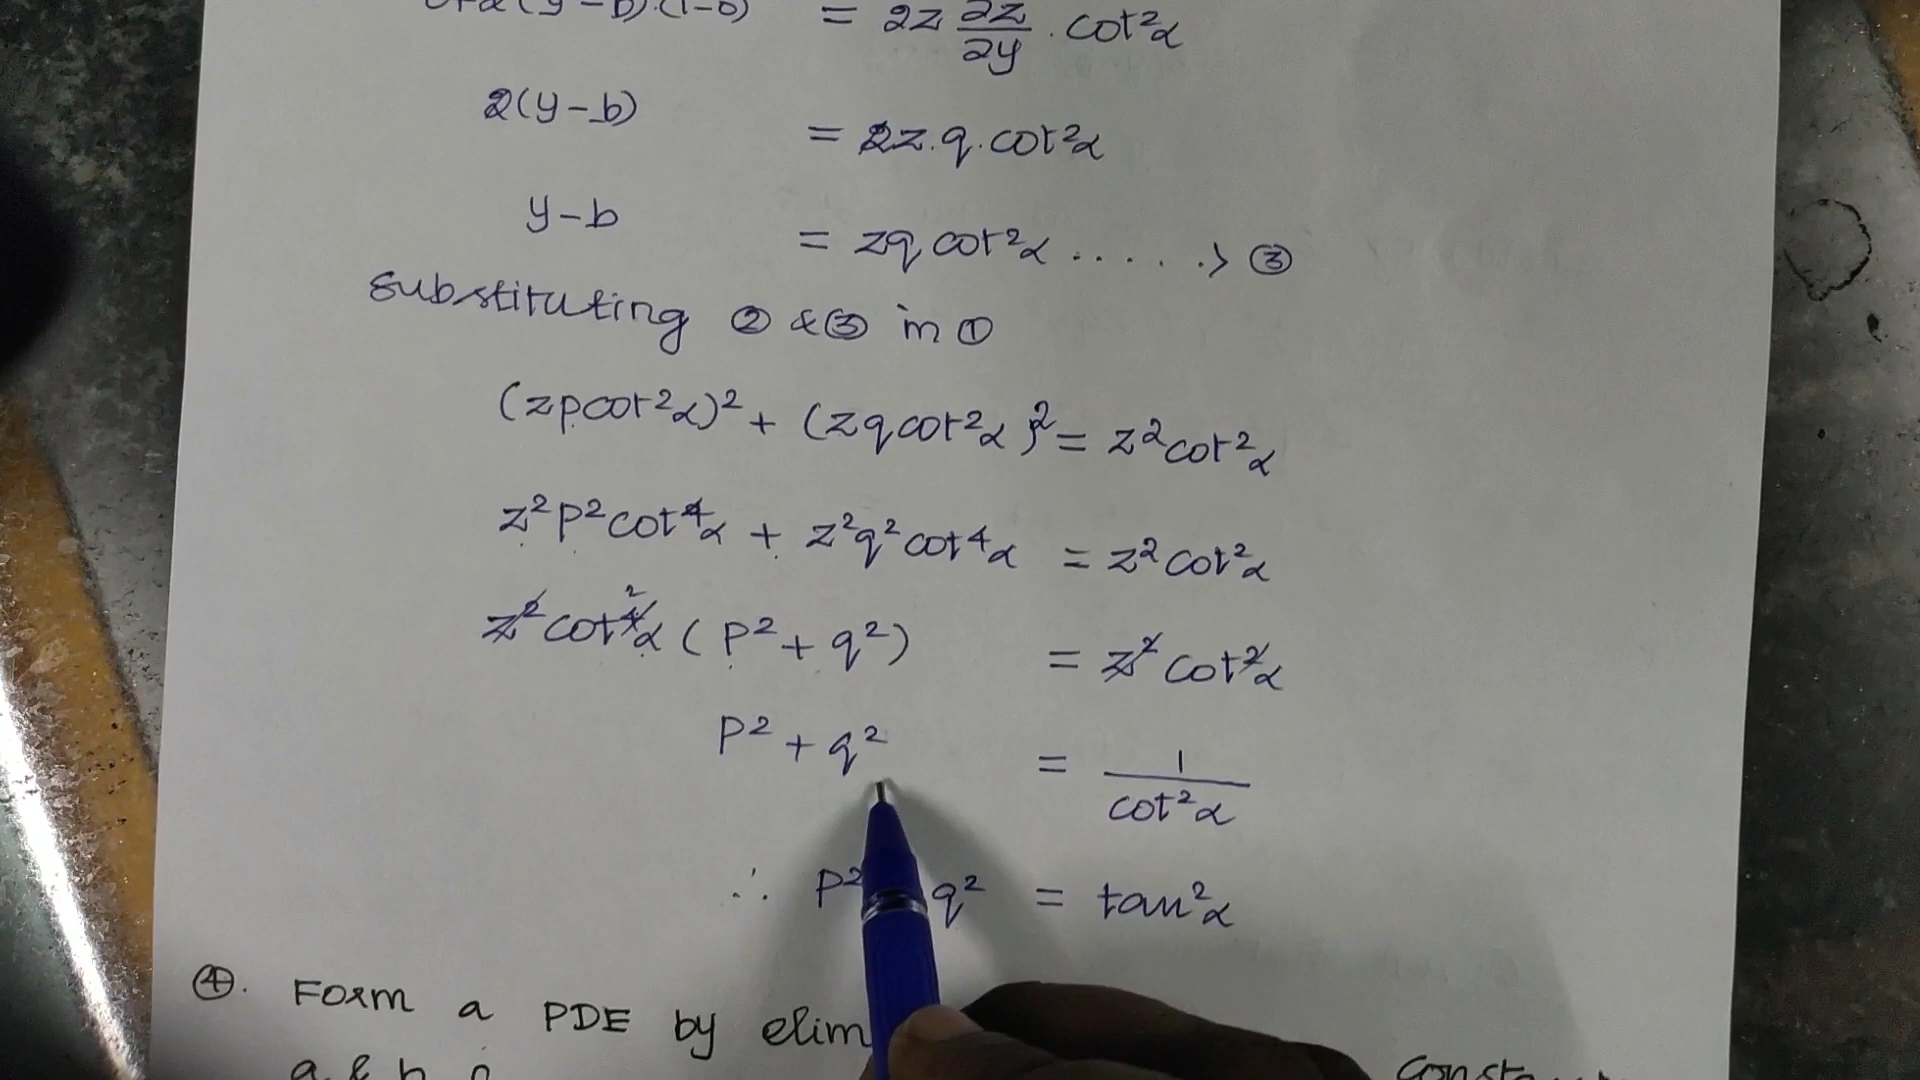 = 2z ∂z/∂y . cot²α
2(y-b) = 2z.q.cot²α
y-b = zq cot²α .....> ③
Substituting ② & ③ in ①
(zpcot²α)² + (zqcot²α)² = z²cot²α
z²p²cot⁴α + z²q²cot⁴α = z²cot²α
z²cot⁴α (p² + q²) = z²cot²α
p² + q² = 1/cot²α
∴ p² q² = tan²α
④. Form a PDE by elim
a & b